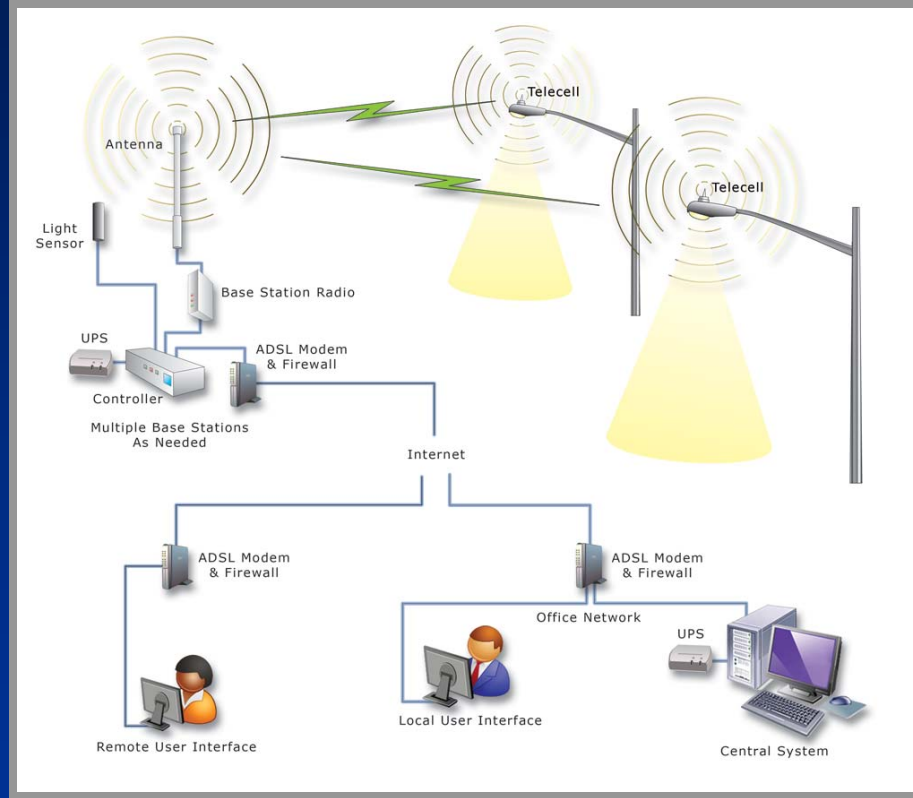 Telecell
Antenna
Telecell
Light
Sensor
Base Station Radio
UPS
ADSL Modem
& Firewall
Controller
Multiple Base Stations
As Needed
Internet
ADSL Modem
& Firewall
ADSL Modem
& Firewall
Office Network
UPS
Local User Interface
Remote User Interface
Central System